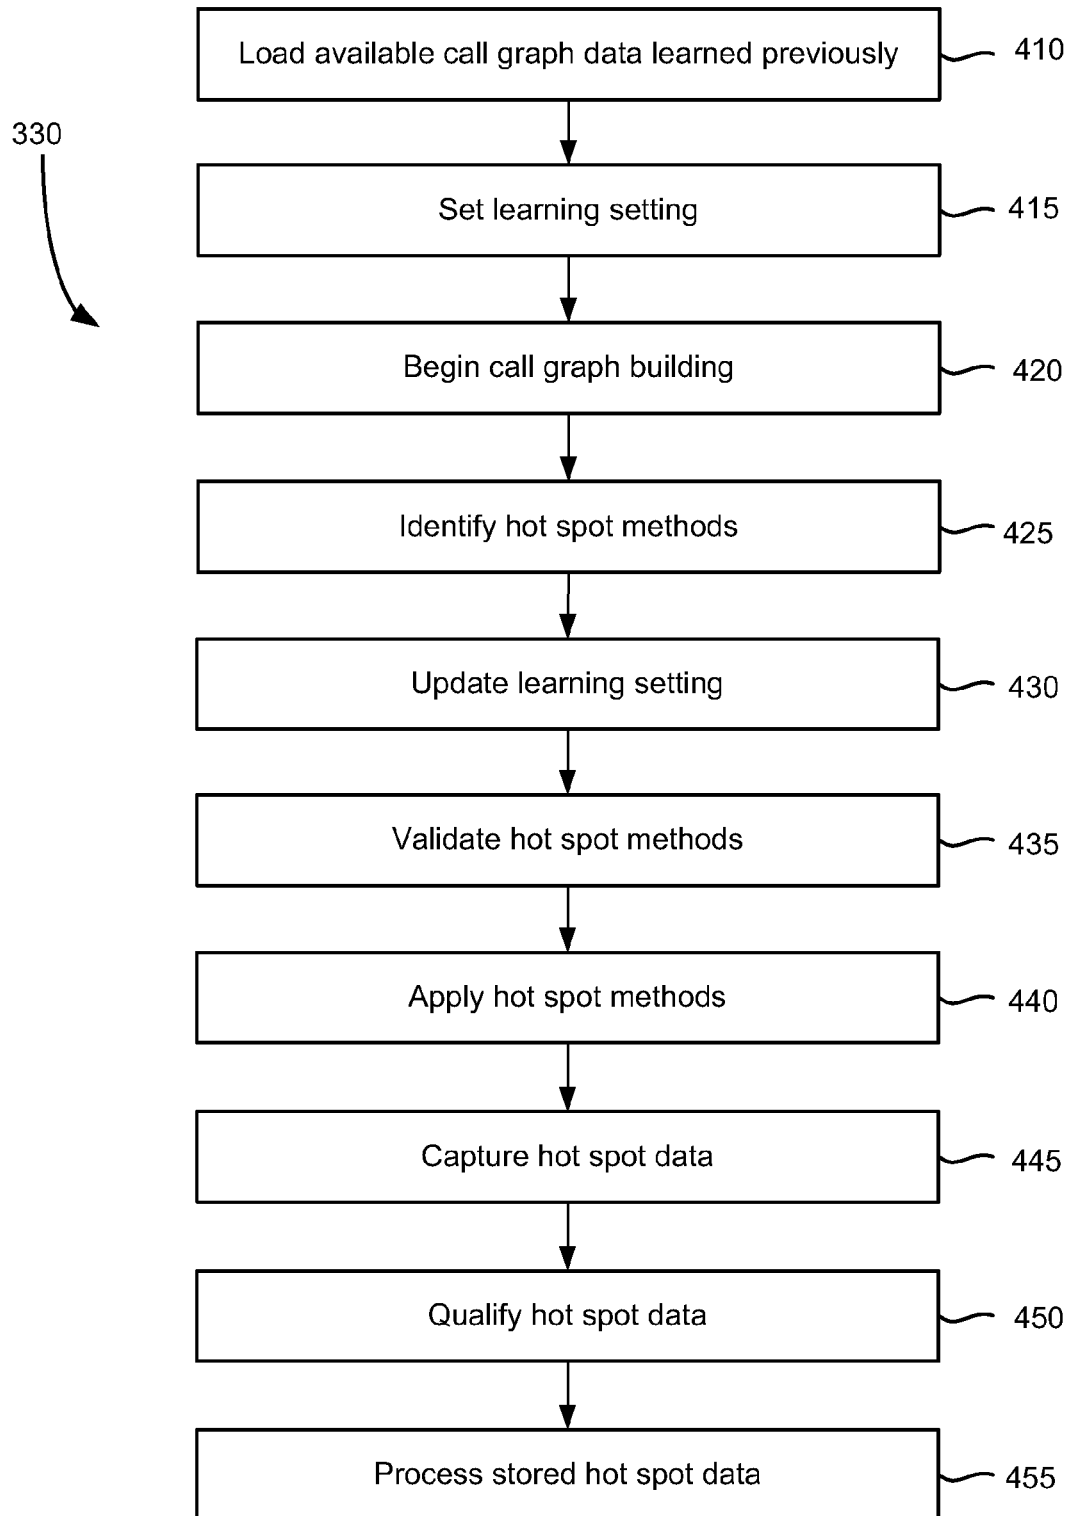 Load available call graph data learned previously
410
330
Set learning setting
415
Begin call graph building
420
Identify hot spot methods
425
Update learning setting
430
Validate hot spot methods
435
Apply hot spot methods
440
Capture hot spot data
445
Qualify hot spot data
450
Process stored hot spot data
455